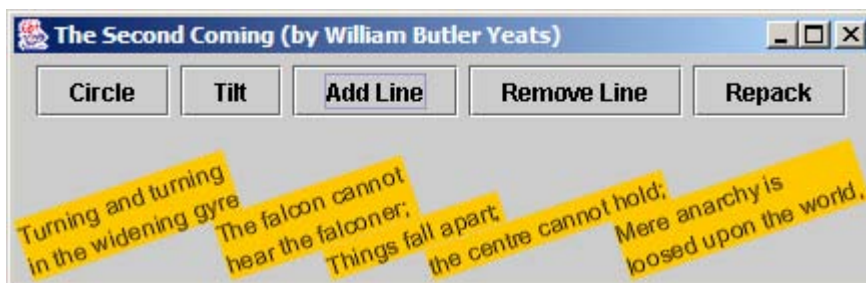 The Second Coming (by William Butler Yeats)
Circle Tilt Add Line Remove Line Repack
Turning and turning
in the widening gyre
The falcon cannot
hear the falconer;
Things fall apart;
the centre cannot hold;
Mere anarchy is
loosed upon the world,